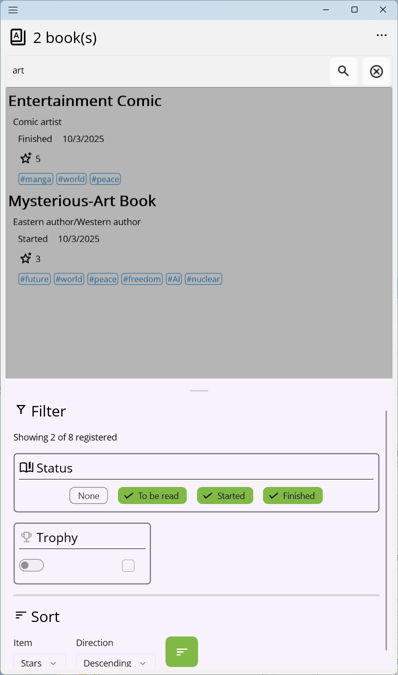 2 book(s)
art
Entertainment Comic
Comic artist
Finished 10/3/2025
5
#manga #world #peace
Mysterious-Art Book
Eastern author/Western author
Started 10/3/2025
3
#future #world #peace #freedom #AI #nuclear
Filter
Showing 2 of 8 registered
Status
None To be read Started Finished
Trophy
Sort
Item Direction
Stars Descending